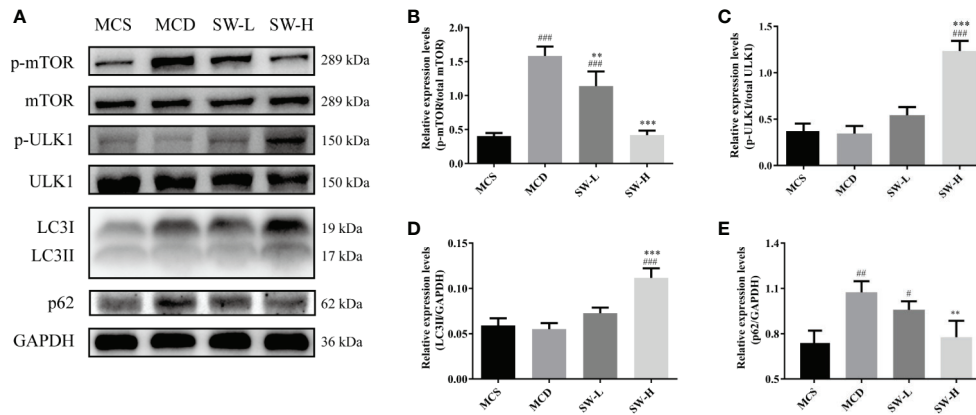 A
MCS MCD SW-L SW-H
p-mTOR 289 kDa
mTOR 289 kDa
p-ULK1 150 kDa
ULK1 150 kDa
LC3I 19 kDa
LC3II 17 kDa
p62 62 kDa
GAPDH 36 kDa
B
Relative expression levels
(p-mTOR/total mTOR)
2.0
1.5
1.0
0.5
0.0
###
**
###
***
MCS MCD SW-L SW-H
C
Relative expression levels
(p-ULK1/total ULK1)
1.5
1.0
0.5
0.0
***
###
MCS MCD SW-L SW-H
D
Relative expression levels
(LC3II/GAPDH)
0.15
0.10
0.05
0.00
***
###
MCS MCD SW-L SW-H
E
Relative expression levels
(p62/GAPDH)
1.4
1.1
0.8
0.5
##
#
**
MCS MCD SW-L SW-H